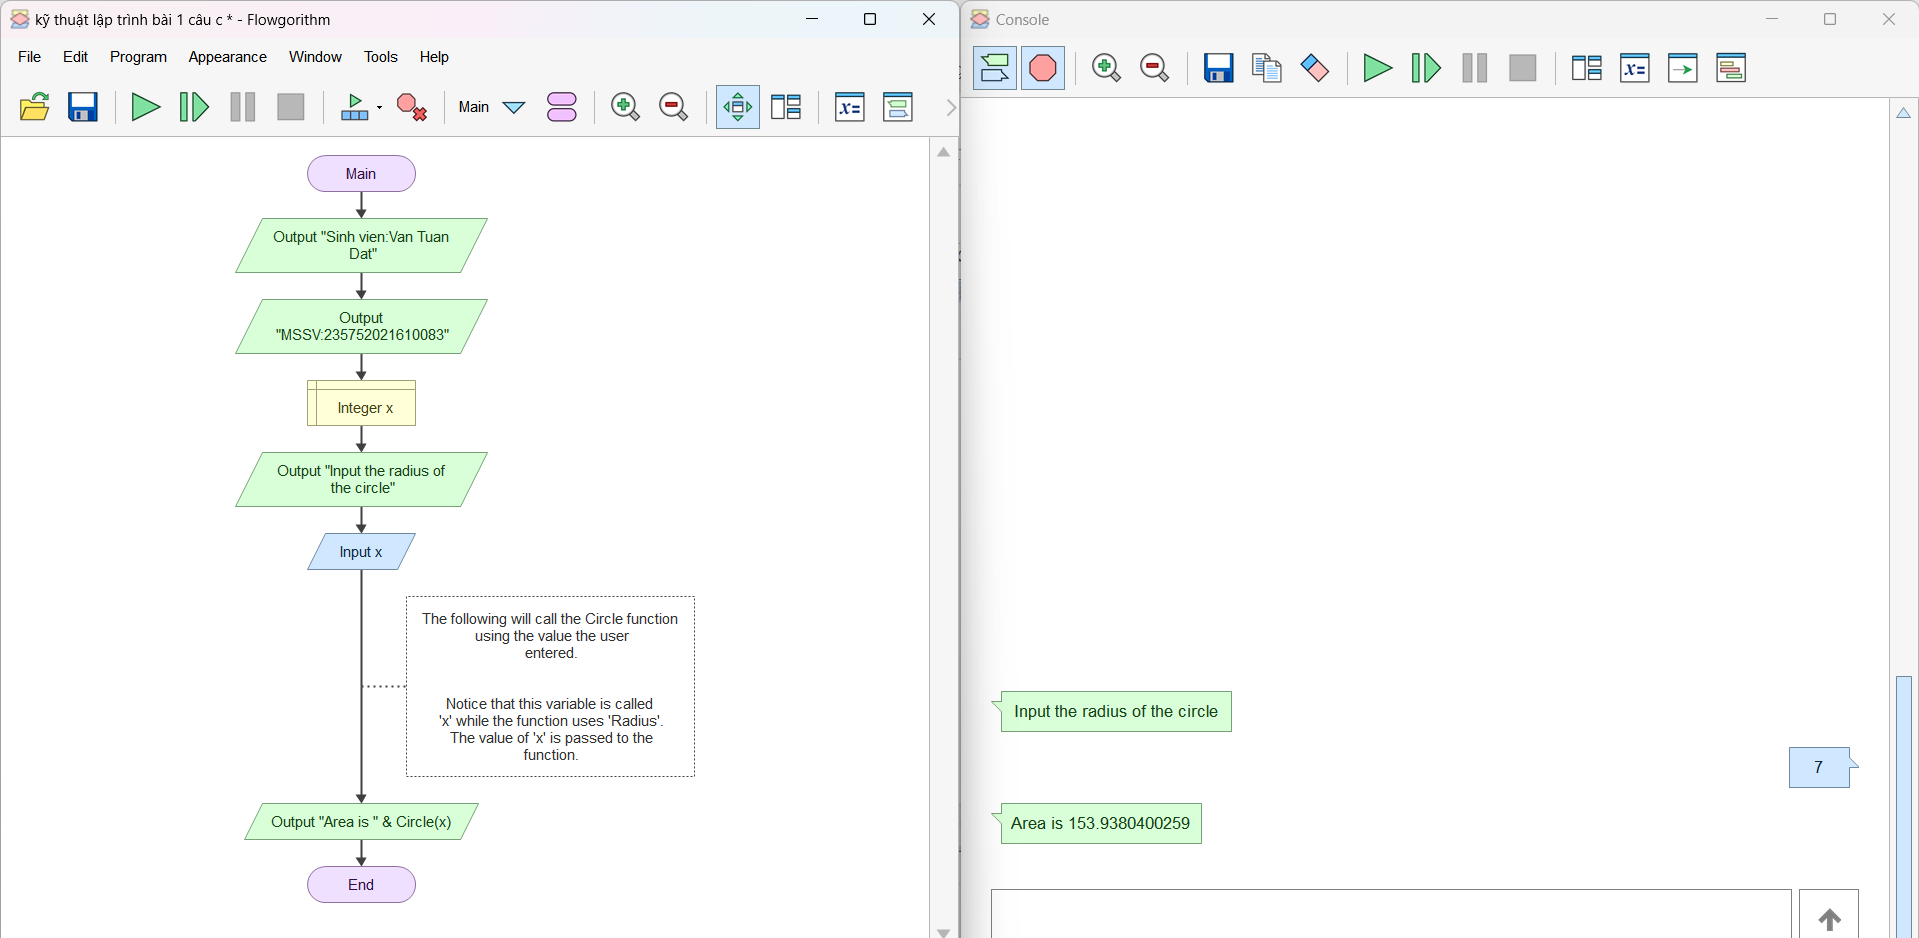 kỹ thuật lập trình bài 1 câu c * - Flowgorithm
File Edit Program Appearance Window Tools Help
Main
Main
Output "Sinh vien:Van Tuan
Dat"
Output
"MSSV:235752021610083"
Integer x
Output "Input the radius of
the circle"
Input x
The following will call the Circle function
using the value the user
entered.
Notice that this variable is called
'x' while the function uses 'Radius'.
The value of 'x' is passed to the
function.
Output "Area is " & Circle(x)
End
Console
x=
x=
Input the radius of the circle
7
Area is 153.9380400259